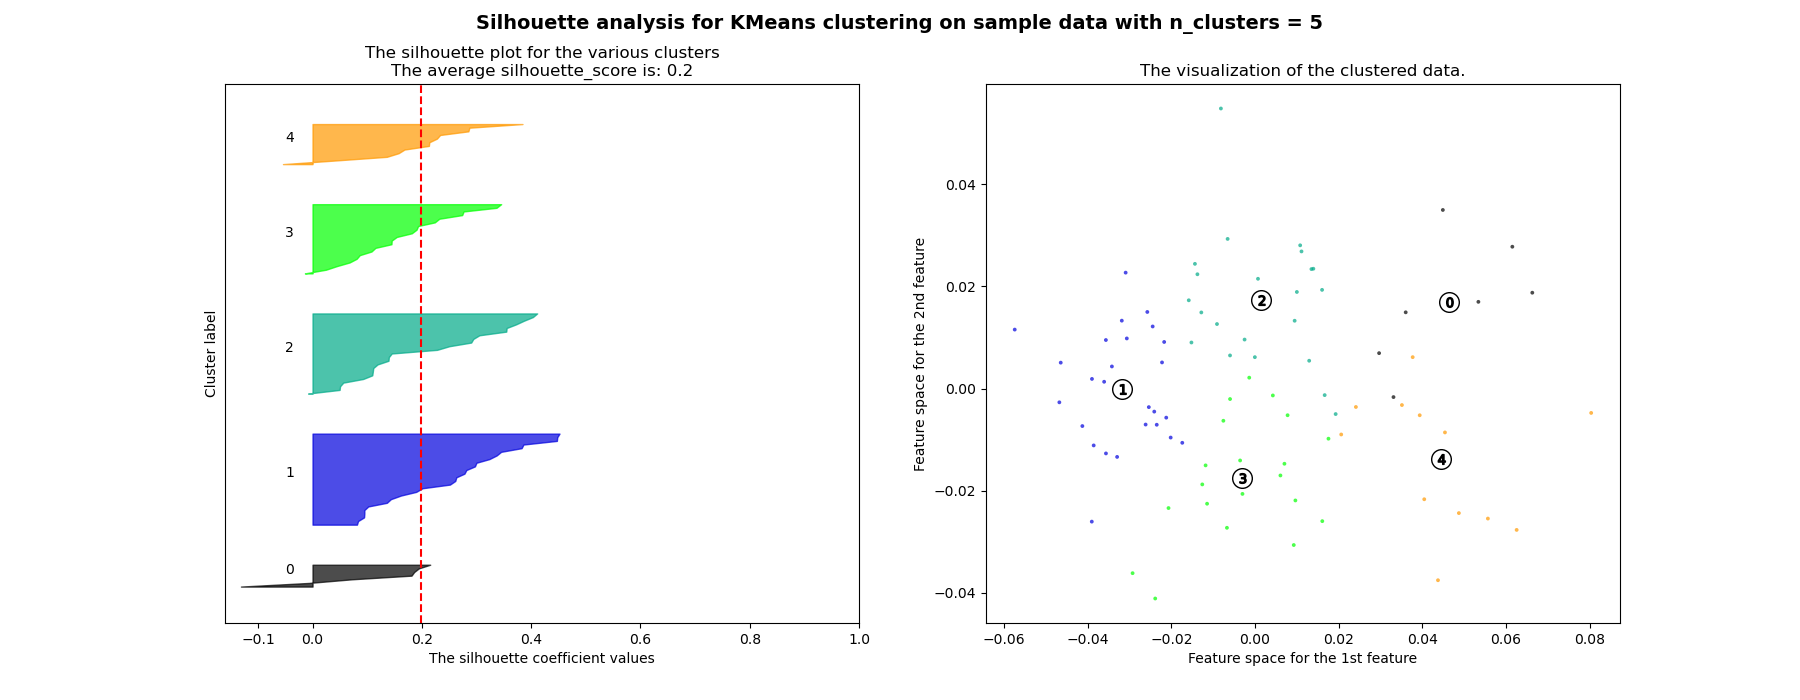 Silhouette analysis for KMeans clustering on sample data with n_clusters = 5
The silhouette plot for the various clusters
The average silhouette_score is: 0.2
4
3
2
1
0
Cluster label
−0.1 0.0 0.2 0.4 0.6 0.8 1.0
The silhouette coefficient values
The visualization of the clustered data.
0.04
0.02
0.00
−0.02
−0.04
Feature space for the 2nd feature
2
0
1
4
3
−0.06 −0.04 −0.02 0.00 0.02 0.04 0.06 0.08
Feature space for the 1st feature